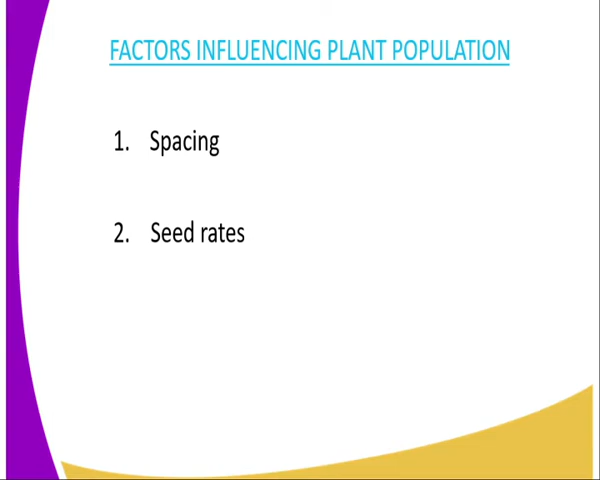 FACTORS INFLUENCING PLANT POPULATION
1. Spacing
2. Seed rates